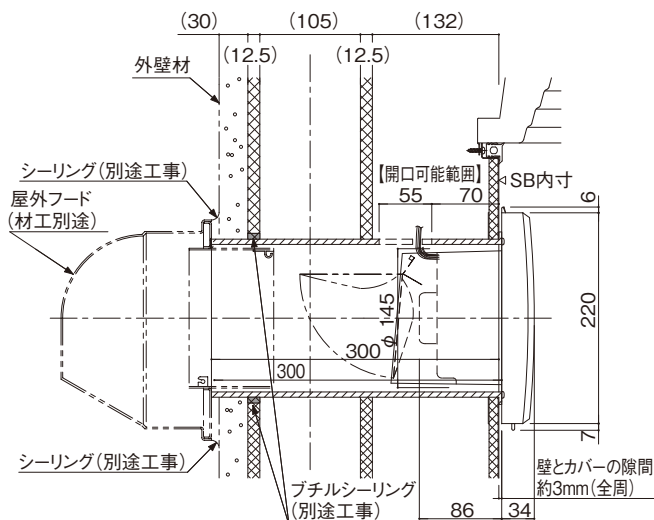 (30) (105) (132)
(12.5) (12.5)
外壁材
シーリング(別途工事)
屋外フード
(材工別途)
【開口可能範囲】
55 70
SB内寸
6
φ145
220
300
300
7
シーリング(別途工事)
ブチルシーリング
(別途工事)
壁とカバーの隙間
約3mm(全周)
86 34